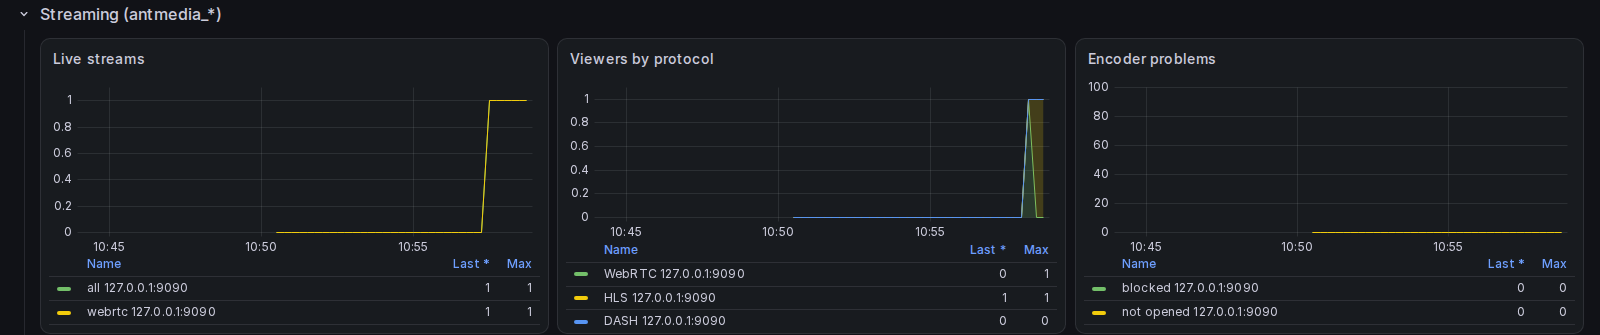 Streaming (antmedia_*)
Live streams
1
0.8
0.6
0.4
0.2
0
10:45 10:50 10:55
Name Last * Max
all 127.0.0.1:9090 1 1
webrtc 127.0.0.1:9090 1 1
Viewers by protocol
1
0.8
0.6
0.4
0.2
0
10:45 10:50 10:55
Name Last * Max
WebRTC 127.0.0.1:9090 0 1
HLS 127.0.0.1:9090 1 1
DASH 127.0.0.1:9090 0 0
Encoder problems
100
80
60
40
20
0
10:45 10:50 10:55
Name Last * Max
blocked 127.0.0.1:9090 0 0
not opened 127.0.0.1:9090 0 0